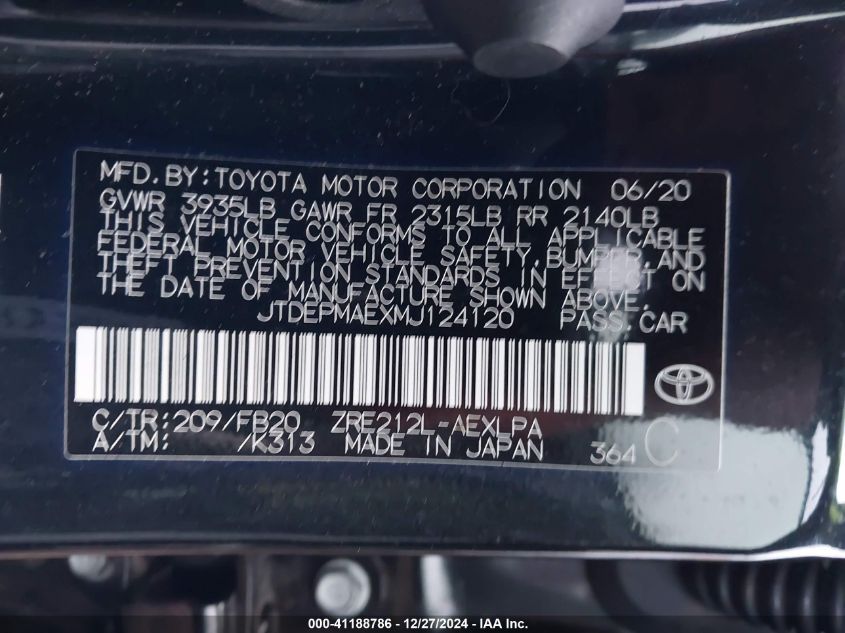 MFD.BY:TOYOTA MOTOR CORPORATION 06/20
GVWR 3935LB GAWR FR 2315LB RR 2140LB
THIS VEHICLE CONFORMS TO ALL APPLICABLE
FEDERAL MOTOR VEHICLE SAFETY,BUMPER,AND
THEFT PREVENTION STANDARDS IN EFFECT ON
THE DATE OF MANUFACTURE SHOWN ABOVE.
JTDEPMAEXMJ124120 PASS.CAR
C/TR:209/FB20 ZRE212L-AEXLPA
A/TM: /K313 MADE IN JAPAN 364 C
000-41188786 - 12/27/2024 - IAA Inc.